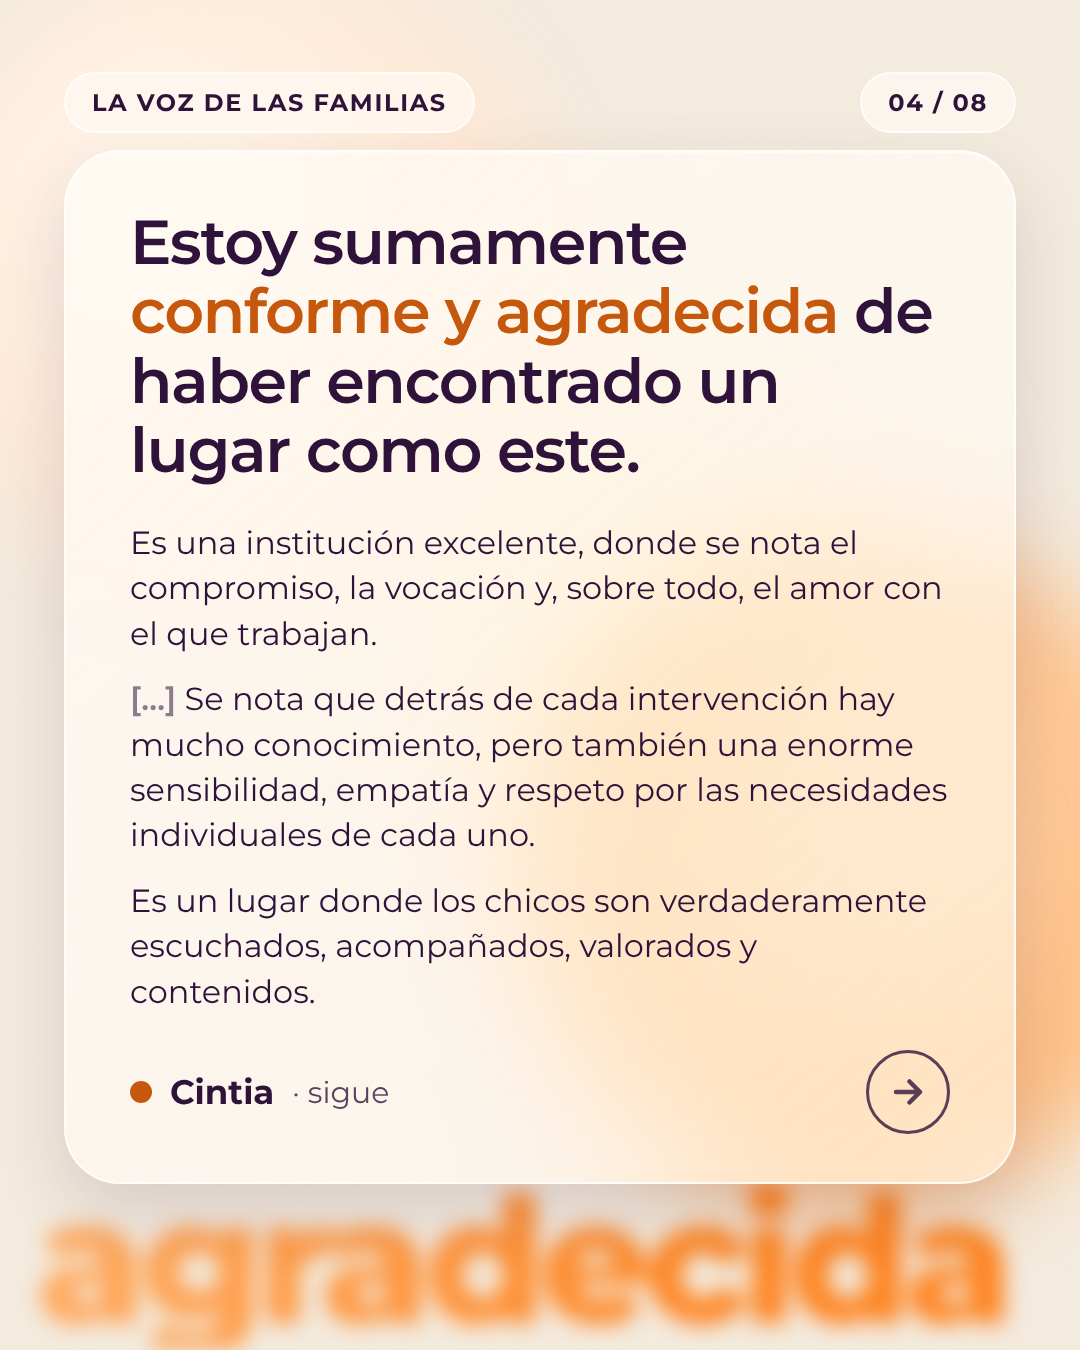 LA VOZ DE LAS FAMILIAS
04 / 08
Estoy sumamente
conforme y agradecida de
haber encontrado un
lugar como este.
Es una institución excelente, donde se nota el
compromiso, la vocación y, sobre todo, el amor con
el que trabajan.
[...] Se nota que detrás de cada intervención hay
mucho conocimiento, pero también una enorme
sensibilidad, empatía y respeto por las necesidades
individuales de cada uno.
Es un lugar donde los chicos son verdaderamente
escuchados, acompañados, valorados y
contenidos.
Cintia · sigue
agradecida